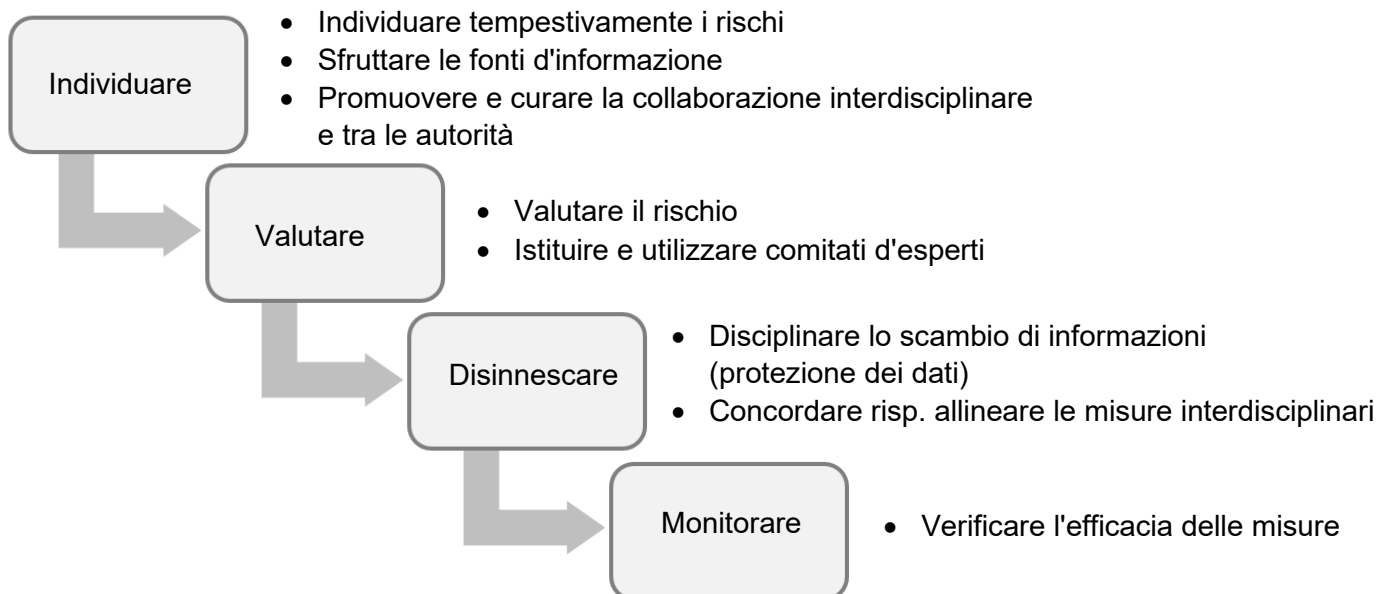 Individuare
• Individuare tempestivamente i rischi
• Sfruttare le fonti d'informazione
• Promuovere e curare la collaborazione interdisciplinare
e tra le autorità
Valutare
• Valutare il rischio
• Istituire e utilizzare comitati d'esperti
Disinnescare
• Disciplinare lo scambio di informazioni
(protezione dei dati)
• Concordare risp. allineare le misure interdisciplinari
Monitorare
• Verificare l'efficacia delle misure